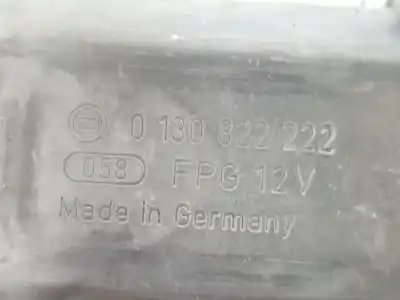 0 130 822 222
058 FPG 12V
Made in Germany